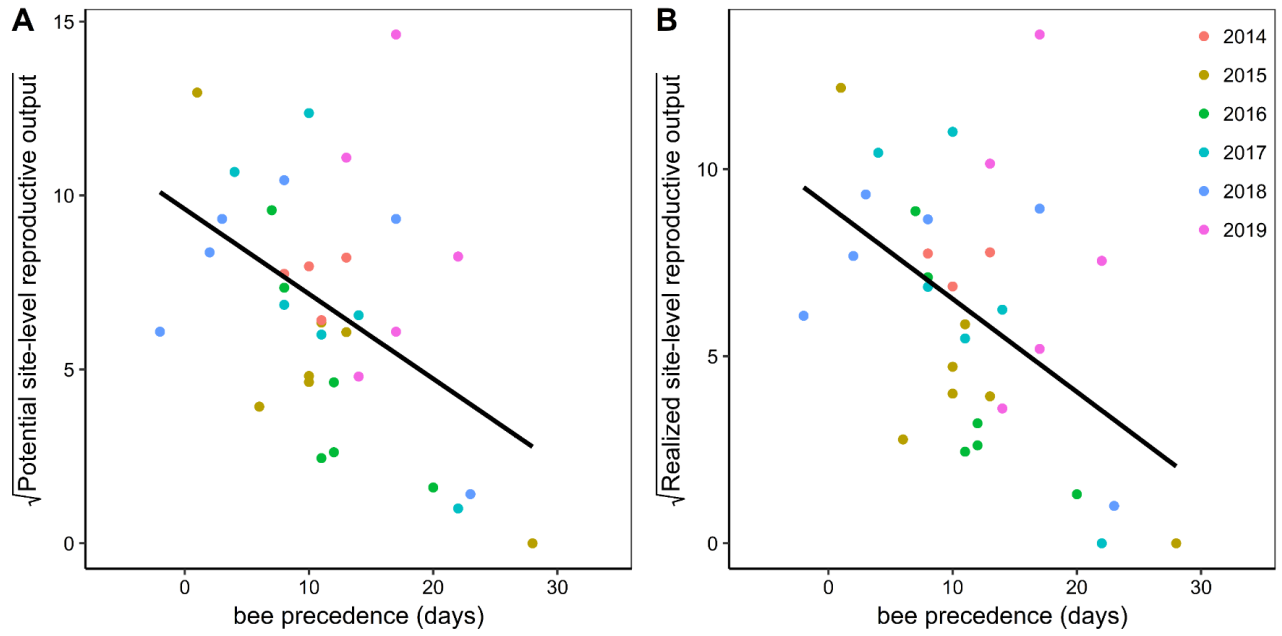 A
√Potential site-level reproductive output
15
10
5
0
0 10 20 30
bee precedence (days)
B
√Realized site-level reproductive output
10
5
0
0 10 20 30
bee precedence (days)
2014
2015
2016
2017
2018
2019